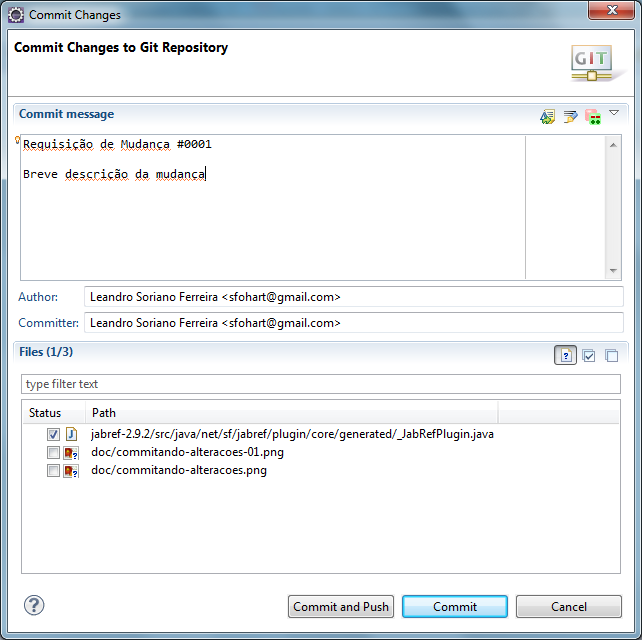 Commit Changes
Commit Changes to Git Repository
GIT
Commit message
Requisição de Mudança #0001
Breve descrição da mudança
Author: Leandro Soriano Ferreira <sfohart@gmail.com>
Committer: Leandro Soriano Ferreira <sfohart@gmail.com>
Files (1/3)
type filter text
Status Path
jabref-2.9.2/src/java/net/sf/jabref/plugin/core/generated/_JabRefPlugin.java
doc/commitando-alteracoes-01.png
doc/commitando-alteracoes.png
Commit and Push Commit Cancel